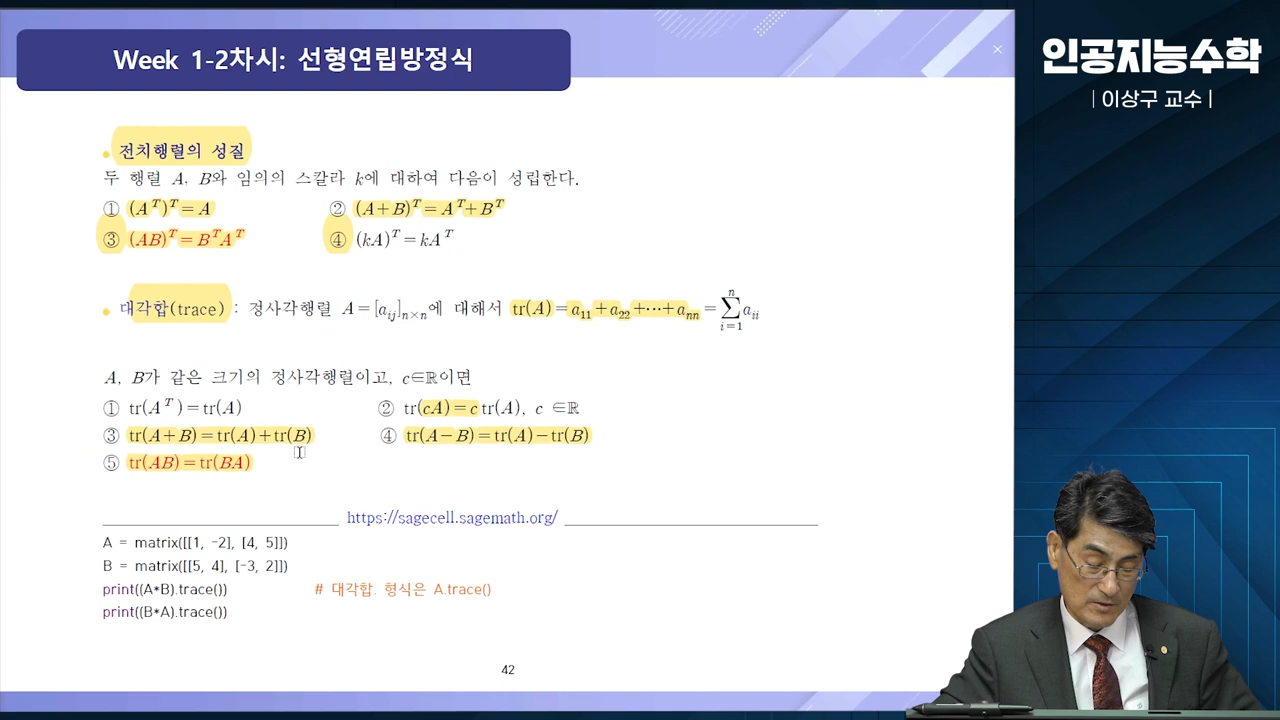 Week 1-2차시: 선형연립방정식
인공지능수학
| 이상구 교수 |
• 전치행렬의 성질
두 행렬 A, B와 임의의 스칼라 k에 대하여 다음이 성립한다.
① (A^T)^T = A ② (A+B)^T = A^T + B^T
③ (AB)^T = B^T A^T ④ (kA)^T = kA^T
• 대각합(trace) : 정사각행렬 A = [a_ij]_{n×n}에 대해서 tr(A) = a_11 + a_22 + ⋯ + a_nn = ∑_{i=1}^{n} a_ii
A, B가 같은 크기의 정사각행렬이고, c∈ℝ이면
① tr(A^T) = tr(A) ② tr(cA) = c tr(A), c ∈ℝ
③ tr(A+B) = tr(A)+tr(B) ④ tr(A−B) = tr(A)−tr(B)
⑤ tr(AB) = tr(BA)
https://sagecell.sagemath.org/
A = matrix([[1, -2], [4, 5]])
B = matrix([[5, 4], [-3, 2]])
print((A*B).trace()) # 대각합. 형식은 A.trace()
print((B*A).trace())
42